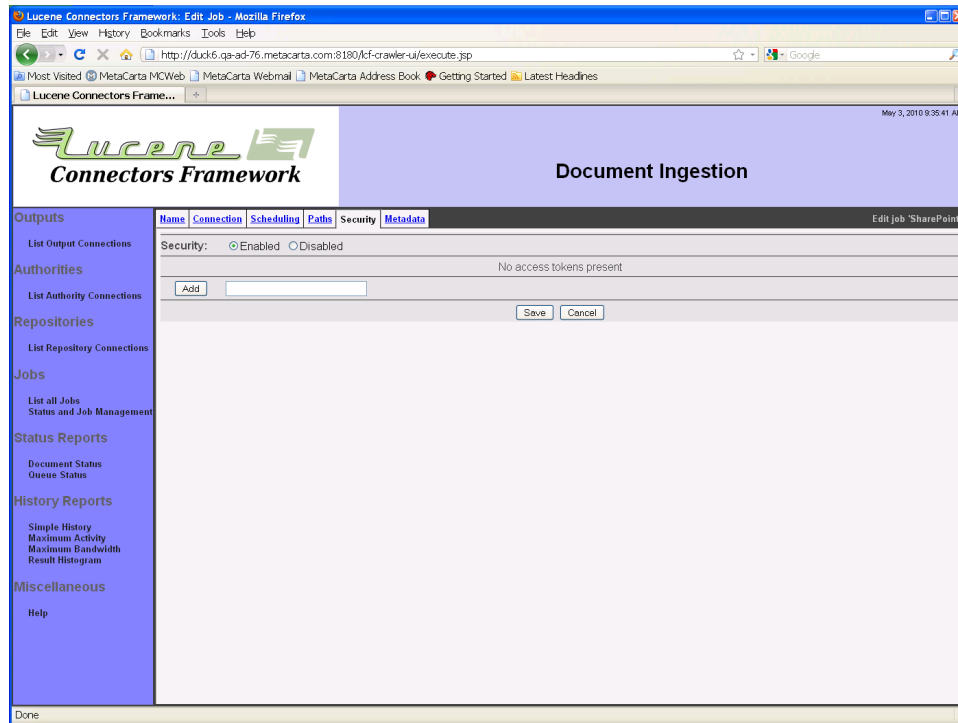 Lucene Connectors Framework: Edit Job - Mozilla Firefox
File Edit View History Bookmarks Tools Help
http://duck6.qa-ad-76.metacarta.com:8180/lcf-crawler-ui/execute.jsp
Google
Most Visited MetaCarta MCWeb MetaCarta Webmail MetaCarta Address Book Getting Started Latest Headlines
Lucene Connectors Frame...
May 3, 2010 9:35:41 A
Lucene
Connectors Framework
Document Ingestion
Outputs
List Output Connections
Authorities
List Authority Connections
Repositories
List Repository Connections
Jobs
List all Jobs
Status and Job Management
Status Reports
Document Status
Queue Status
History Reports
Simple History
Maximum Activity
Maximum Bandwidth
Result Histogram
Miscellaneous
Help
Name Connection Scheduling Paths Security Metadata
Edit job 'SharePoint
Security: Enabled Disabled
No access tokens present
Add
Save Cancel
Done